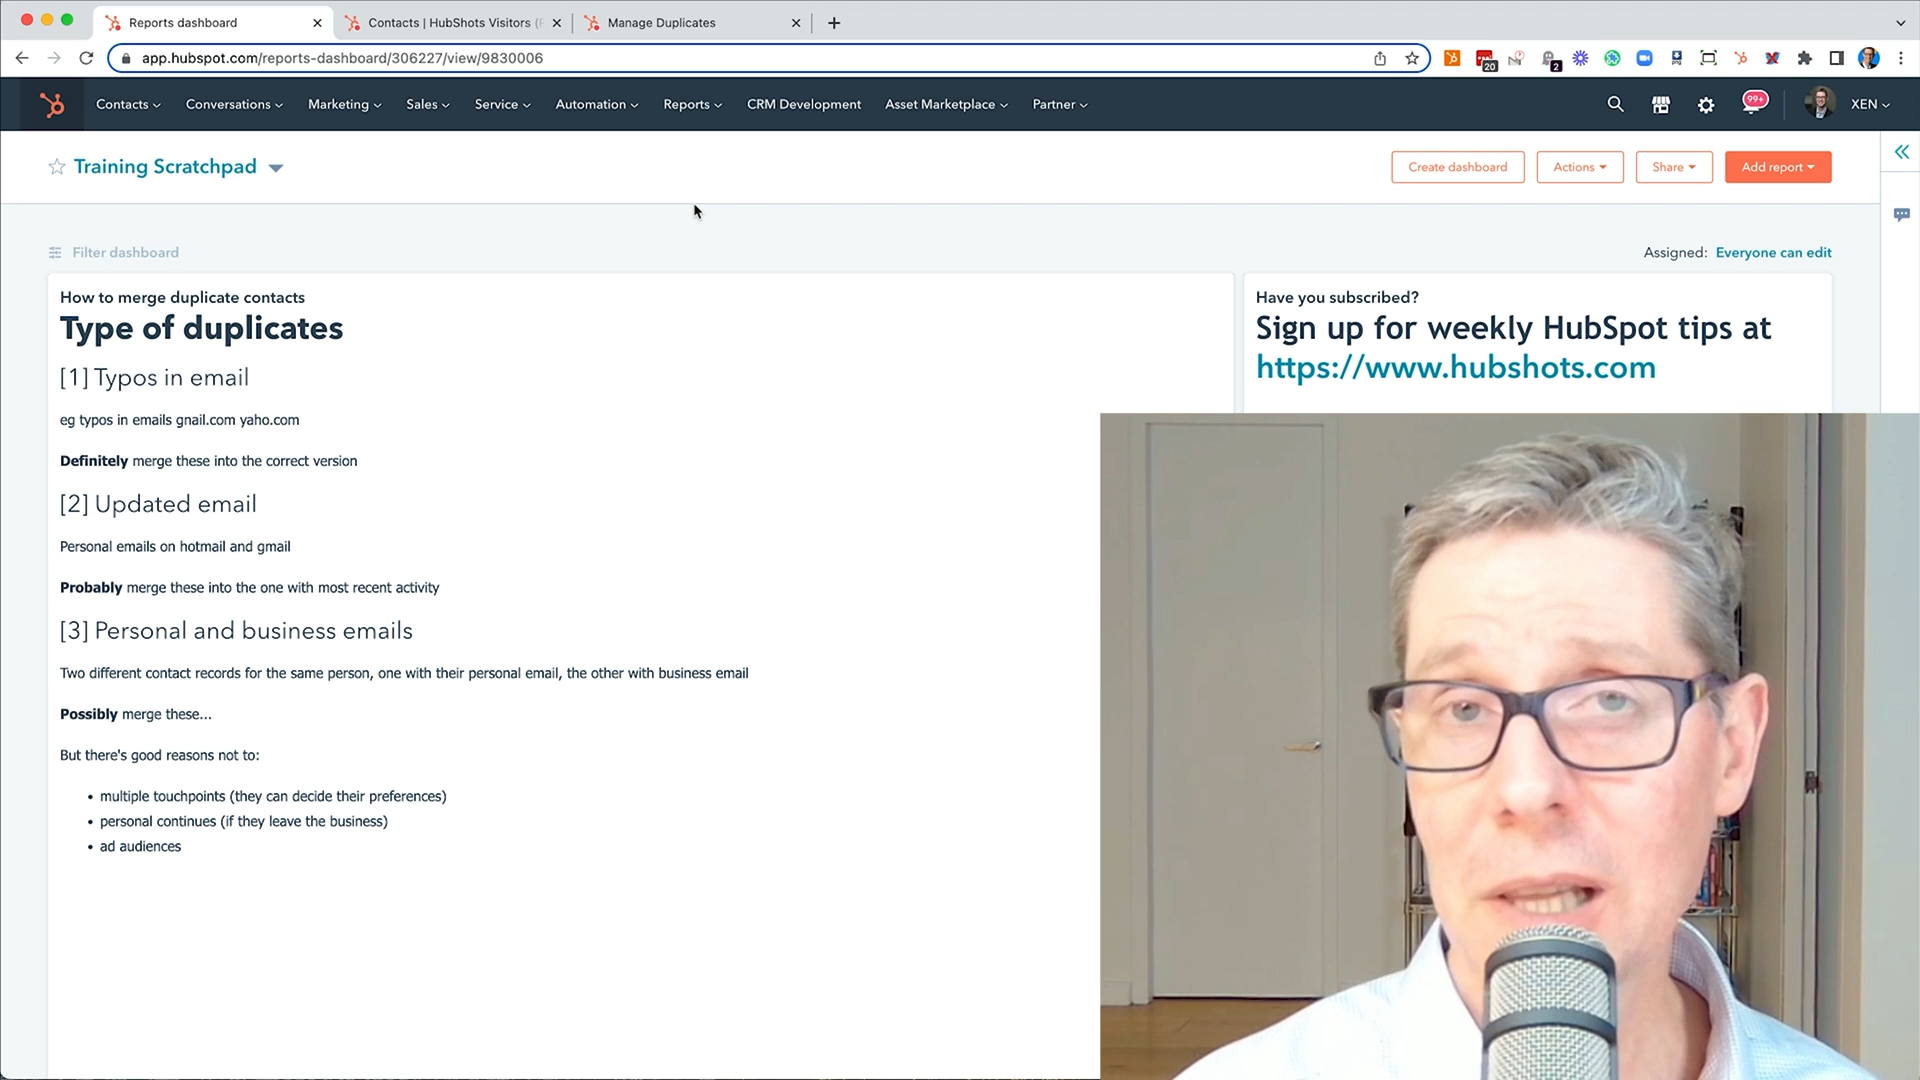 Reports dashboard
Contacts | HubShots Visitors (
Manage Duplicates
app.hubspot.com/reports-dashboard/306227/view/9830006
20
2
Contacts
Conversations
Marketing
Sales
Service
Automation
Reports
CRM Development
Asset Marketplace
Partner
99+
XEN
Training Scratchpad
Create dashboard
Actions
Share
Add report
Filter dashboard
Assigned: Everyone can edit
How to merge duplicate contacts
Type of duplicates
[1] Typos in email
eg typos in emails gnail.com yaho.com
Definitely merge these into the correct version
[2] Updated email
Personal emails on hotmail and gmail
Probably merge these into the one with most recent activity
[3] Personal and business emails
Two different contact records for the same person, one with their personal email, the other with business email
Possibly merge these...
But there's good reasons not to:
• multiple touchpoints (they can decide their preferences)
• personal continues (if they leave the business)
• ad audiences
Have you subscribed?
Sign up for weekly HubSpot tips at
https://www.hubshots.com